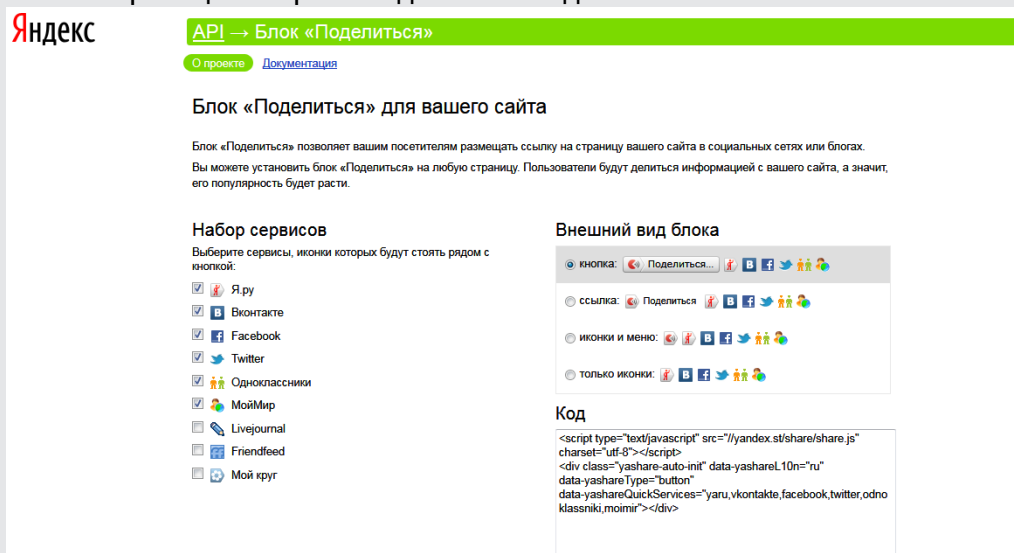 Яндекс
API → Блок «Поделиться»
О проекте Документация
Блок «Поделиться» для вашего сайта
Блок «Поделиться» позволяет вашим посетителям размещать ссылку на страницу вашего сайта в социальных сетях или блогах.
Вы можете установить блок «Поделиться» на любую страницу. Пользователи будут делиться информацией с вашего сайта, а значит,
его популярность будет расти.
Набор сервисов
Выберите сервисы, иконки которых будут стоять рядом с
кнопкой:
Я.ру
Вконтакте
Facebook
Twitter
Одноклассники
МойМир
Livejournal
Friendfeed
Мой круг
Внешний вид блока
кнопка: Поделиться...
ссылка: Поделиться
иконки и меню:
только иконки:
Код
<script type="text/javascript" src="//yandex.st/share/share.js"
charset="utf-8"></script>
<div class="yashare-auto-init" data-yashareL10n="ru"
data-yashareType="button"
data-yashareQuickServices="yaru,vkontakte,facebook,twitter,odno
klassniki,moimir"></div>